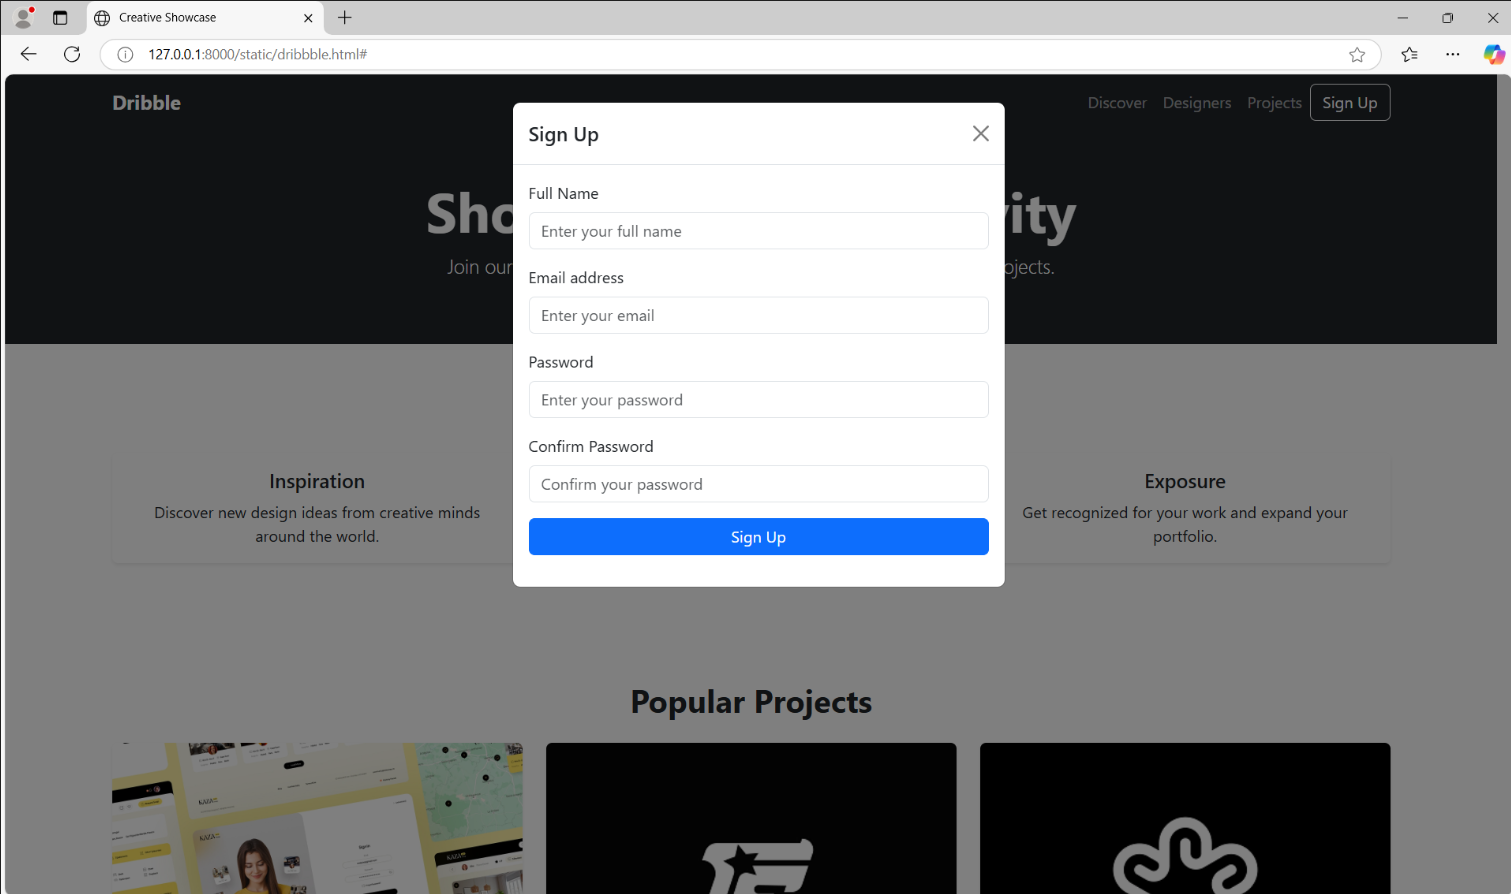 Creative Showcase
127.0.0.1:8000/static/dribbble.html#
Dribble
Discover
Designers
Projects
Sign Up
Sho
vity
Join our
ojects.
Sign Up
Full Name
Enter your full name
Email address
Enter your email
Password
Enter your password
Confirm Password
Confirm your password
Sign Up
Inspiration
Discover new design ideas from creative minds
around the world.
Exposure
Get recognized for your work and expand your
portfolio.
Popular Projects